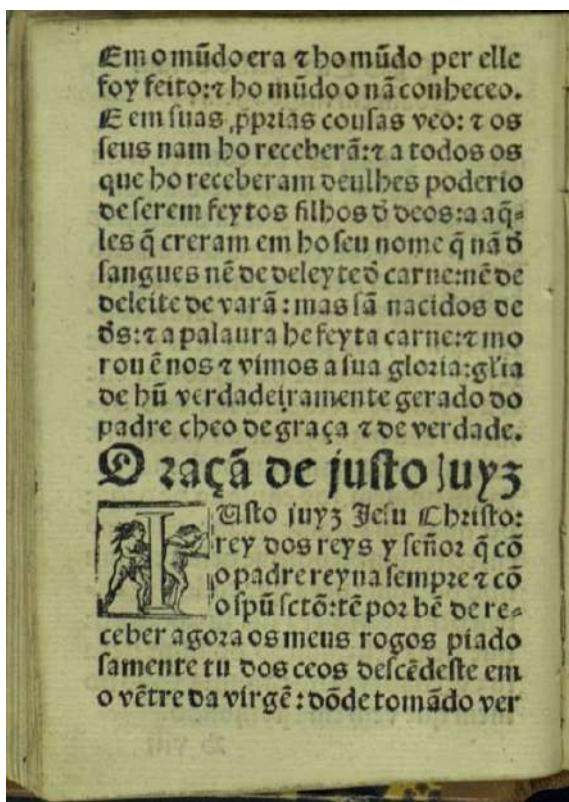 Em o mũdo era ⁊ ho mũdo per elle
foy feito:⁊ ho mũdo o nã conheceo.
E em suas ꝓprias cousas veo: ⁊ os
seus nam ho receberã:⁊ a todos os
que ho receberam deulhes poderio
de serem feytos filhos d̃ deos:a aq̃-
les q̃ creram em ho seu nome q̃ nã d̃
sangues nẽ de deleyte d̃ carne:nẽ de
deleite de varã : mas sã nacidos de
d̃s:⁊ a palaura he feyta carne:⁊ mo
rou ẽ nos ⁊ vimos a sua gloria:gl'ia
de hũ verdadeiramente gerado do
padre cheo de graça ⁊ de verdade.
Oraçã de justo juyz
IUsto juyz Jesu Christo:
rey dos reys y señor q̃ cõ
o padre reyna sempre ⁊ cõ
o spũ sctõ:tẽ por bẽ de re-
ceber agora os meus rogos piado
samente tu dos ceos descẽdeste em
o vẽtre da virgẽ : dõde tomãdo ver